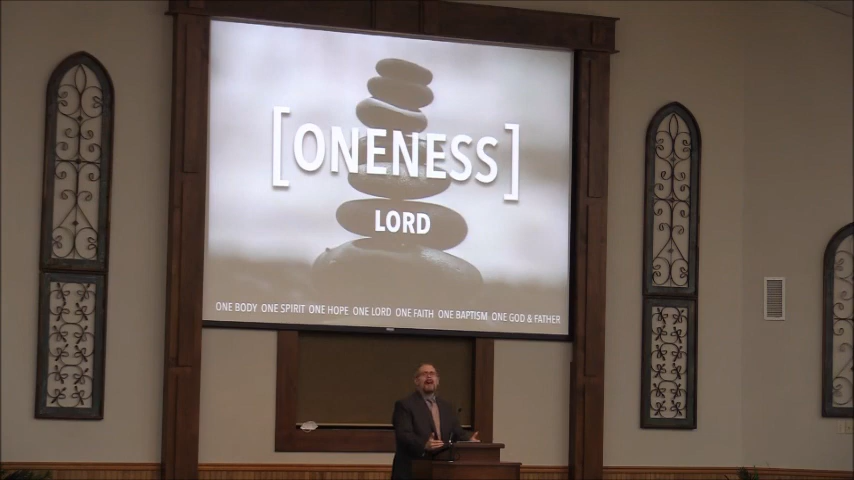 [ONENESS]
LORD
ONE BODY ONE SPIRIT ONE HOPE ONE LORD ONE FAITH ONE BAPTISM ONE GOD & FATHER